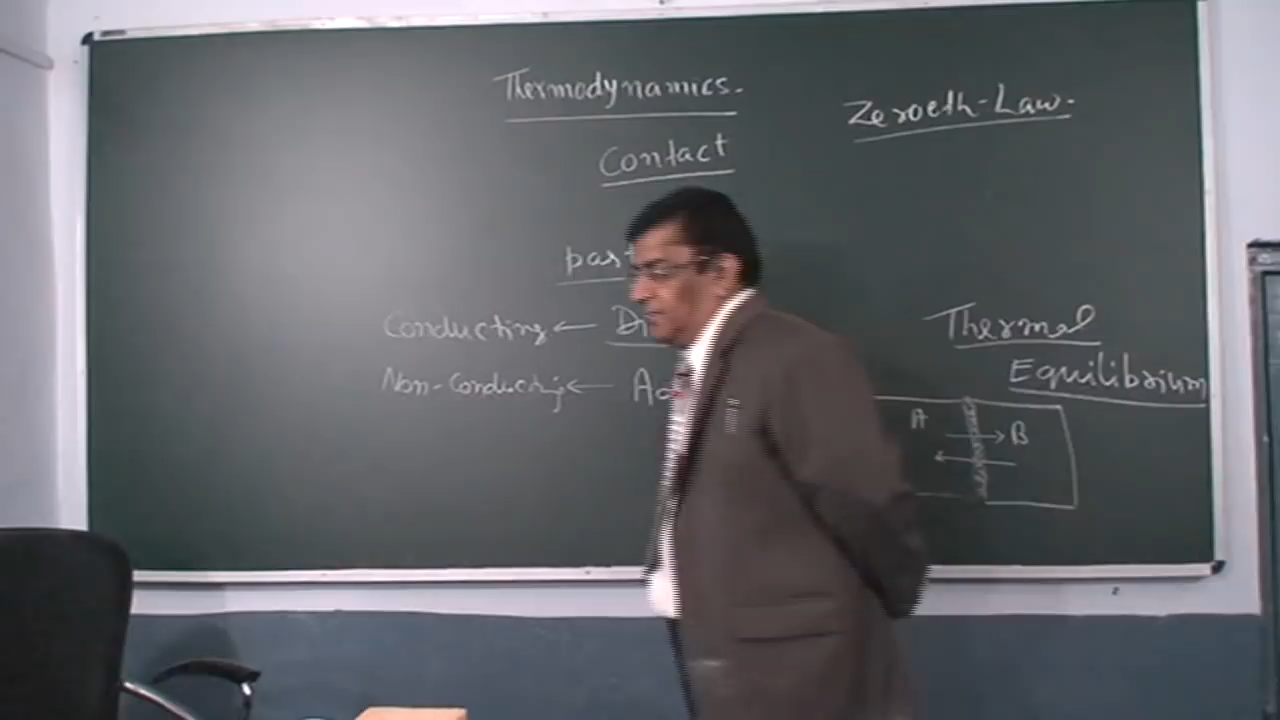 Thermodynamics.
Zeroeth-Law.
Contact
Conducting ←
Non-Conducting ←
Thermal
Equilibrium
A
B